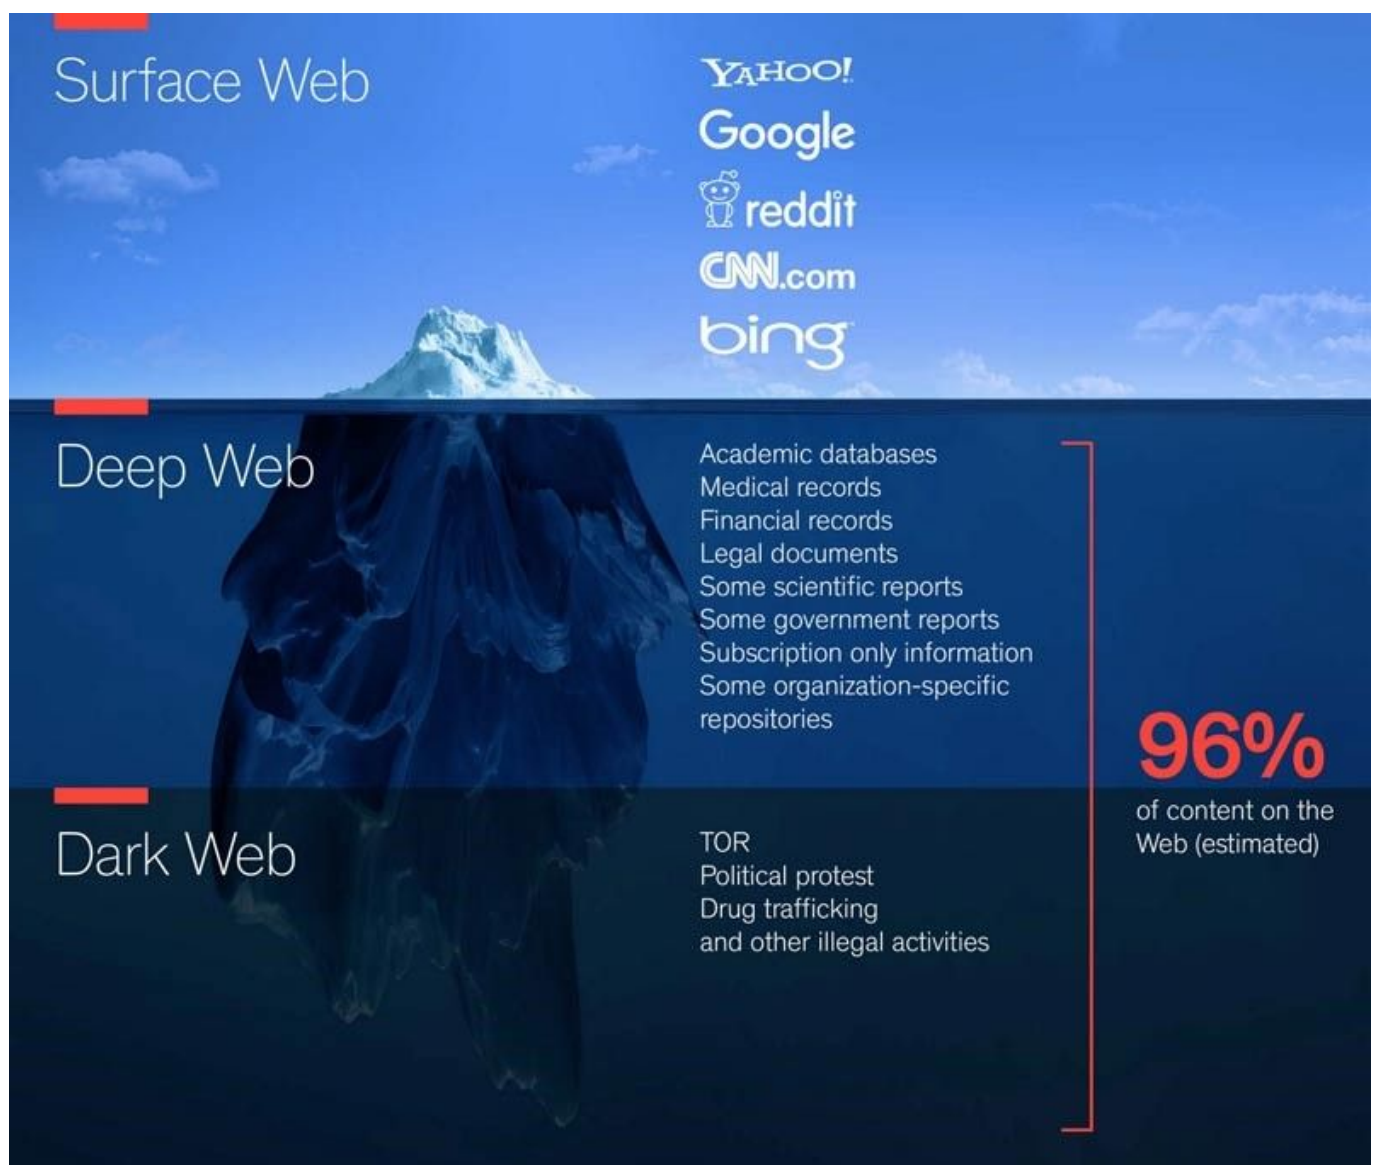 Surface Web
YAHOO!
Google
reddit
CNN.com
bing
Deep Web
Academic databases
Medical records
Financial records
Legal documents
Some scientific reports
Some government reports
Subscription only information
Some organization-specific
repositories
96%
of content on the
Web (estimated)
Dark Web
TOR
Political protest
Drug trafficking
and other illegal activities